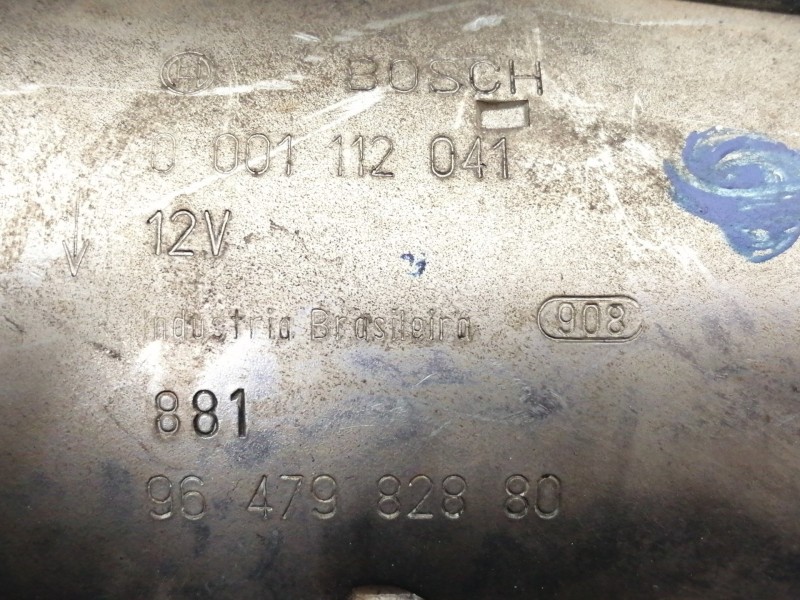 BOSCH
0 001 112 041
12V
Industria Brasileira 908
881
96 479 828 80